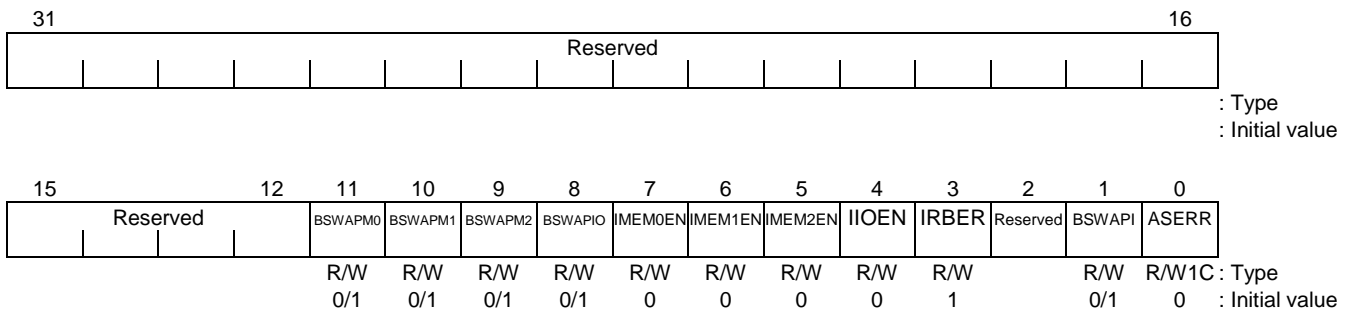 31 16
Reserved
: Type
: Initial value
15 12 11 10 9 8 7 6 5 4 3 2 1 0
Reserved BSWAPM0 BSWAPM1 BSWAPM2 BSWAPIO IMEM0EN IMEM1EN IMEM2EN IIOEN IRBER Reserved BSWAPI ASERR
R/W R/W R/W R/W R/W R/W R/W R/W R/W R/W R/W1C : Type
0/1 0/1 0/1 0/1 0 0 0 0 1 0/1 0 : Initial value